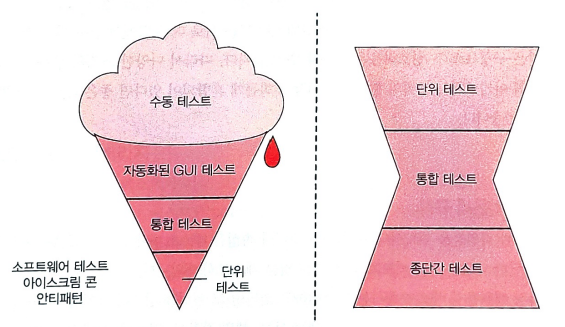 수동 테스트
자동화된 GUI 테스트
통합 테스트
단위
테스트
소프트웨어 테스트
아이스크림 콘
안티패턴
단위 테스트
통합 테스트
종단간 테스트